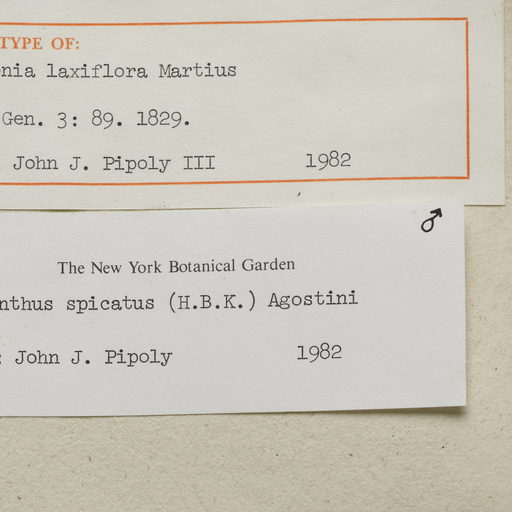 TYPE OF:
nia laxiflora Martius
Gen. 3: 89. 1829.
John J. Pipoly III 1982
♂
The New York Botanical Garden
nthus spicatus (H.B.K.) Agostini
: John J. Pipoly 1982